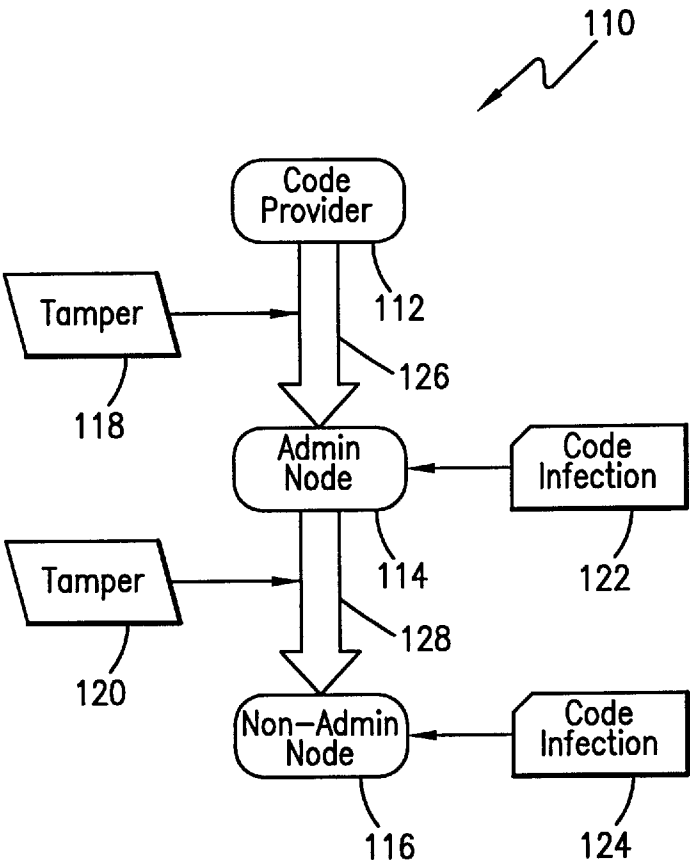 110
Code
Provider
112
Tamper
118
126
Admin
Node
114
Code
Infection
122
Tamper
120
128
Non-Admin
Node
116
Code
Infection
124